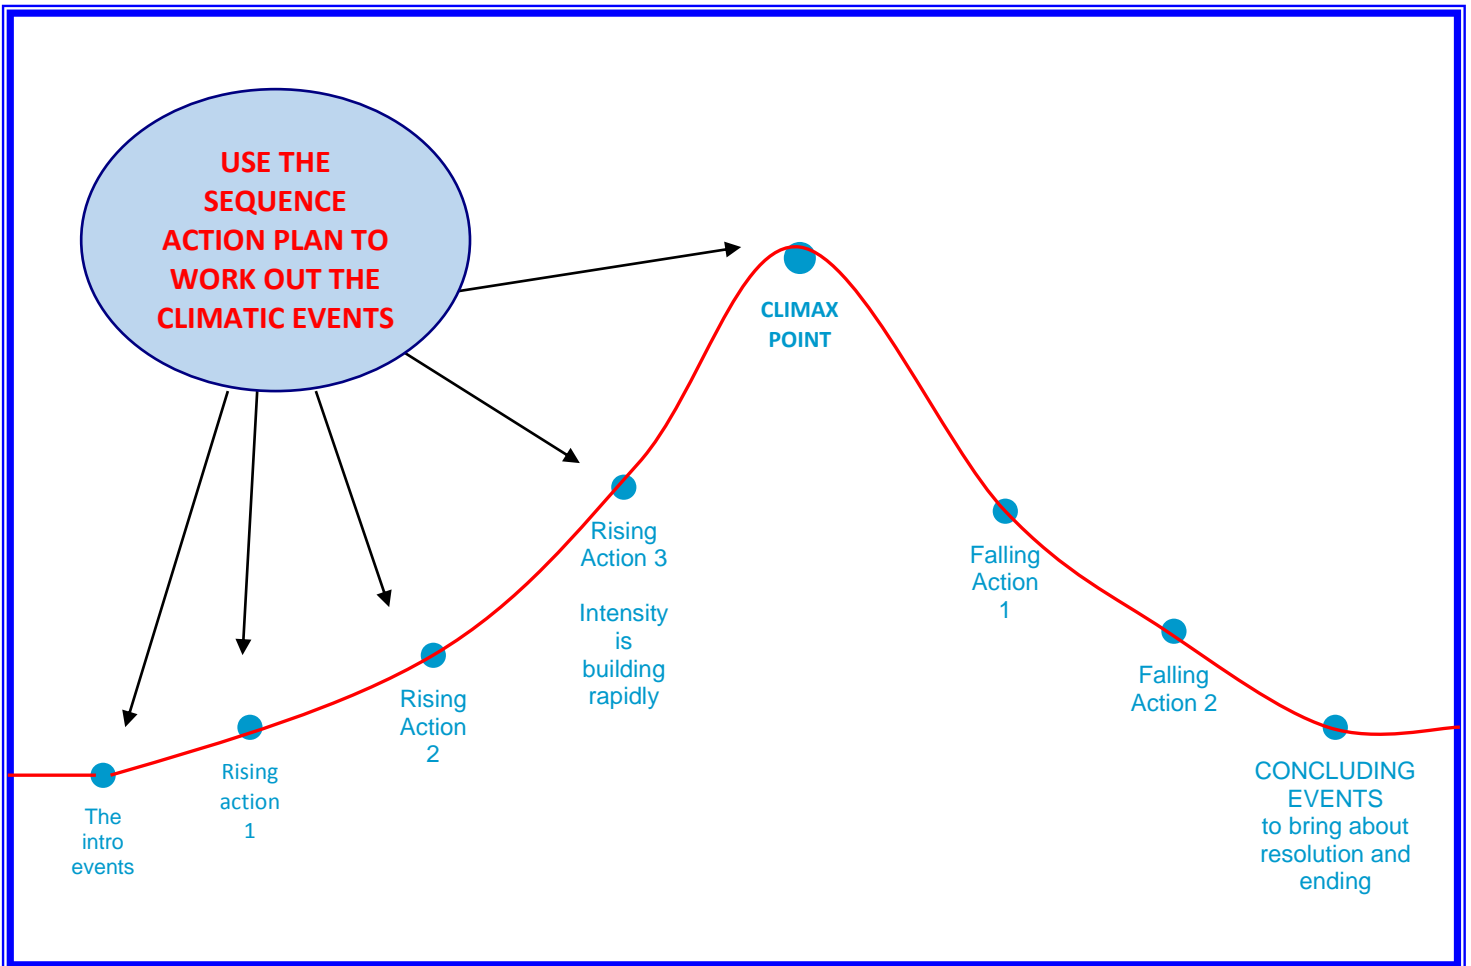 USE THE
SEQUENCE
ACTION PLAN TO
WORK OUT THE
CLIMATIC EVENTS
CLIMAX
POINT
Rising
Action 3
Intensity
is
building
rapidly
Falling
Action
1
Rising
Action
2
Falling
Action 2
Rising
action
1
The
intro
events
CONCLUDING
EVENTS
to bring about
resolution and
ending